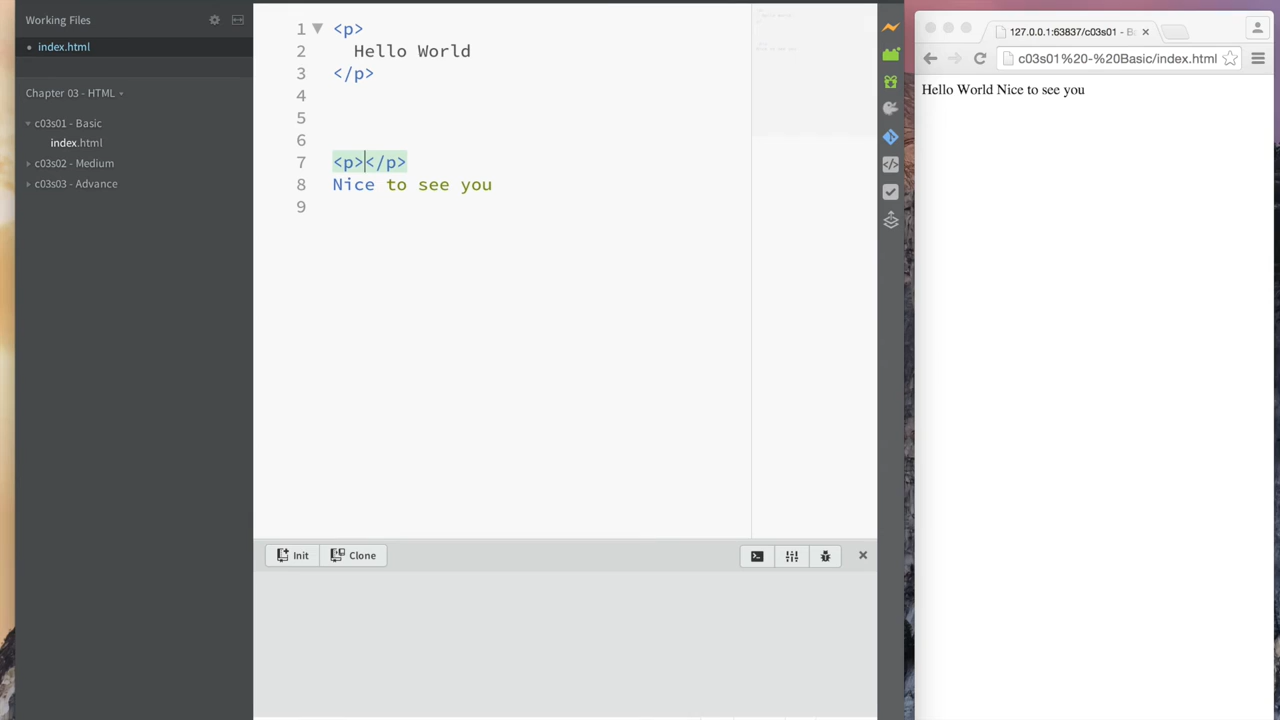 Working Files
index.html
Chapter 03 - HTML
c03s01 - Basic
index.html
c03s02 - Medium
c03s03 - Advance
1 <p>
2 Hello World
3 </p>
4
5
6
7 <p></p>
8 Nice to see you
9
Init
Clone
127.0.0.1:63837/c03s01 - Ba
c03s01%20-%20Basic/index.html
Hello World Nice to see you